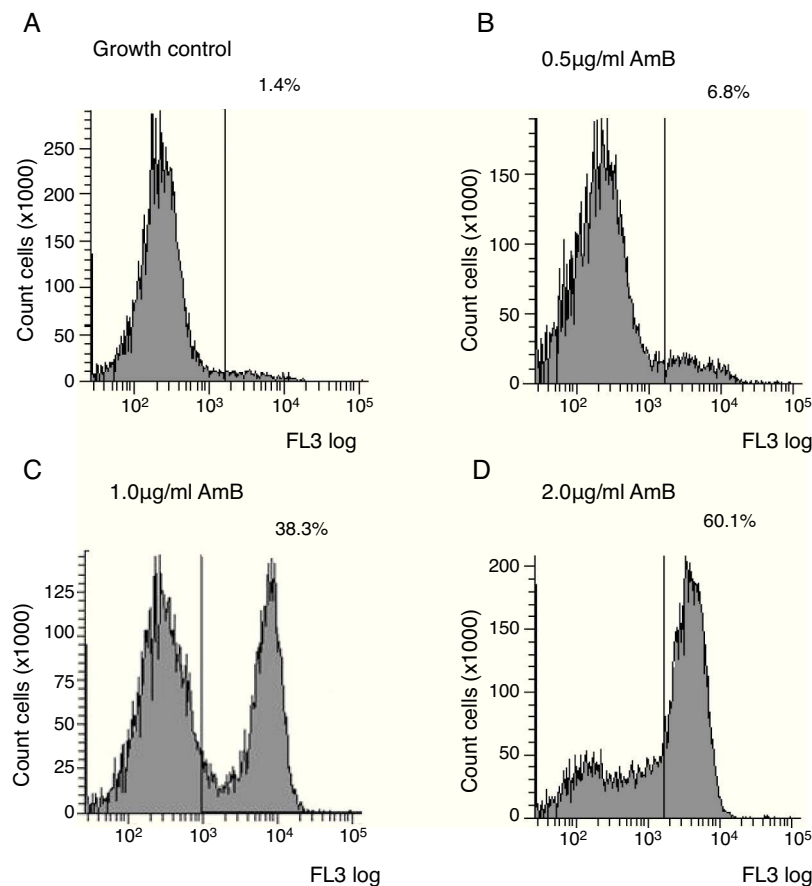 A
Growth control
1.4%
Count cells (x1000)
250
200
150
100
50
0
10² 10³ 10⁴ 10⁵
FL3 log
B
0.5µg/ml AmB
6.8%
Count cells (x1000)
150
100
50
0
10² 10³ 10⁴ 10⁵
FL3 log
C
1.0µg/ml AmB
38.3%
Count cells (x1000)
125
100
75
50
25
0
10² 10³ 10⁴ 10⁵
FL3 log
D
2.0µg/ml AmB
60.1%
Count cells (x1000)
200
150
100
50
0
10² 10³ 10⁴ 10⁵
FL3 log